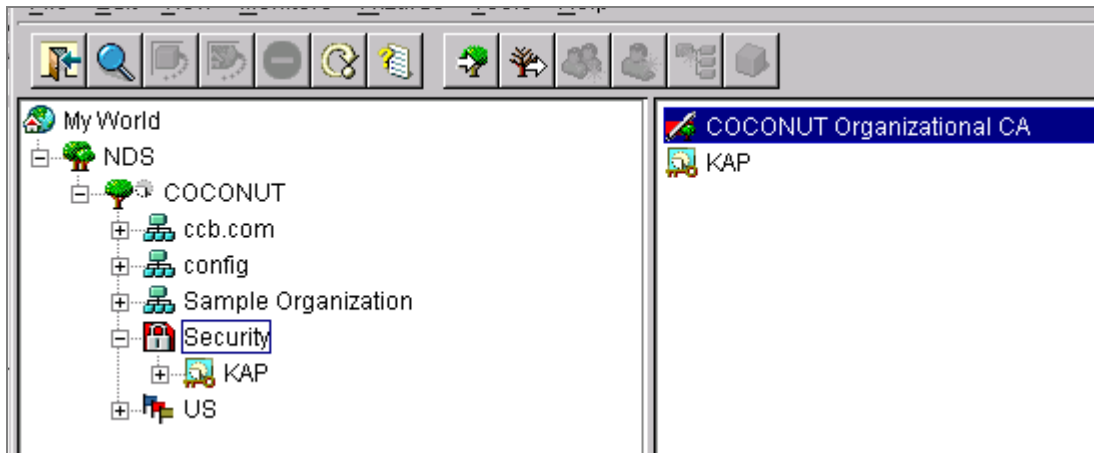 My World
NDS
COCONUT
ccb.com
config
Sample Organization
Security
KAP
US
COCONUT Organizational CA
KAP